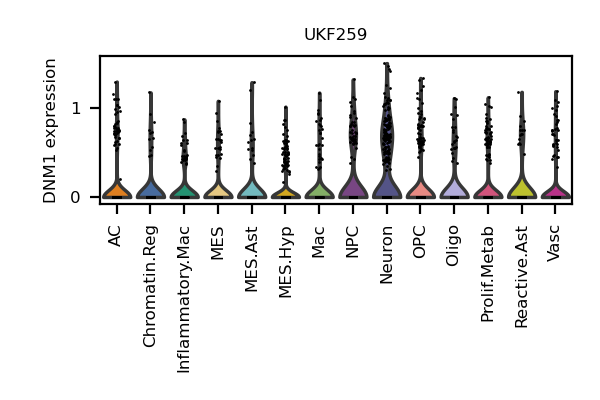 UKF259
DNM1 expression
1
0
AC
Chromatin.Reg
Inflammatory.Mac
MES
MES.Ast
MES.Hyp
Mac
NPC
Neuron
OPC
Oligo
Prolif.Metab
Reactive.Ast
Vasc